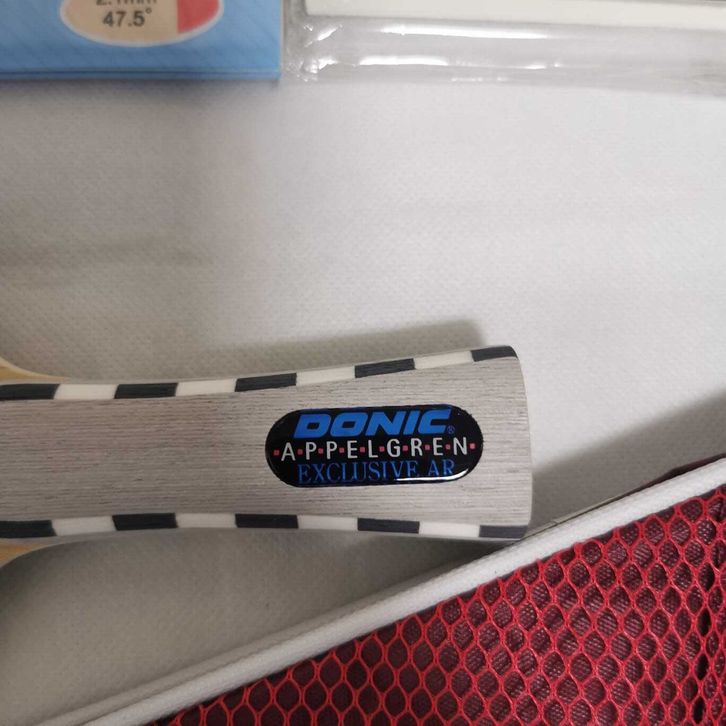 2.1mm
47.5°
DONIC®
A·P·P·E·L·G·R·E·N
EXCLUSIVE AR